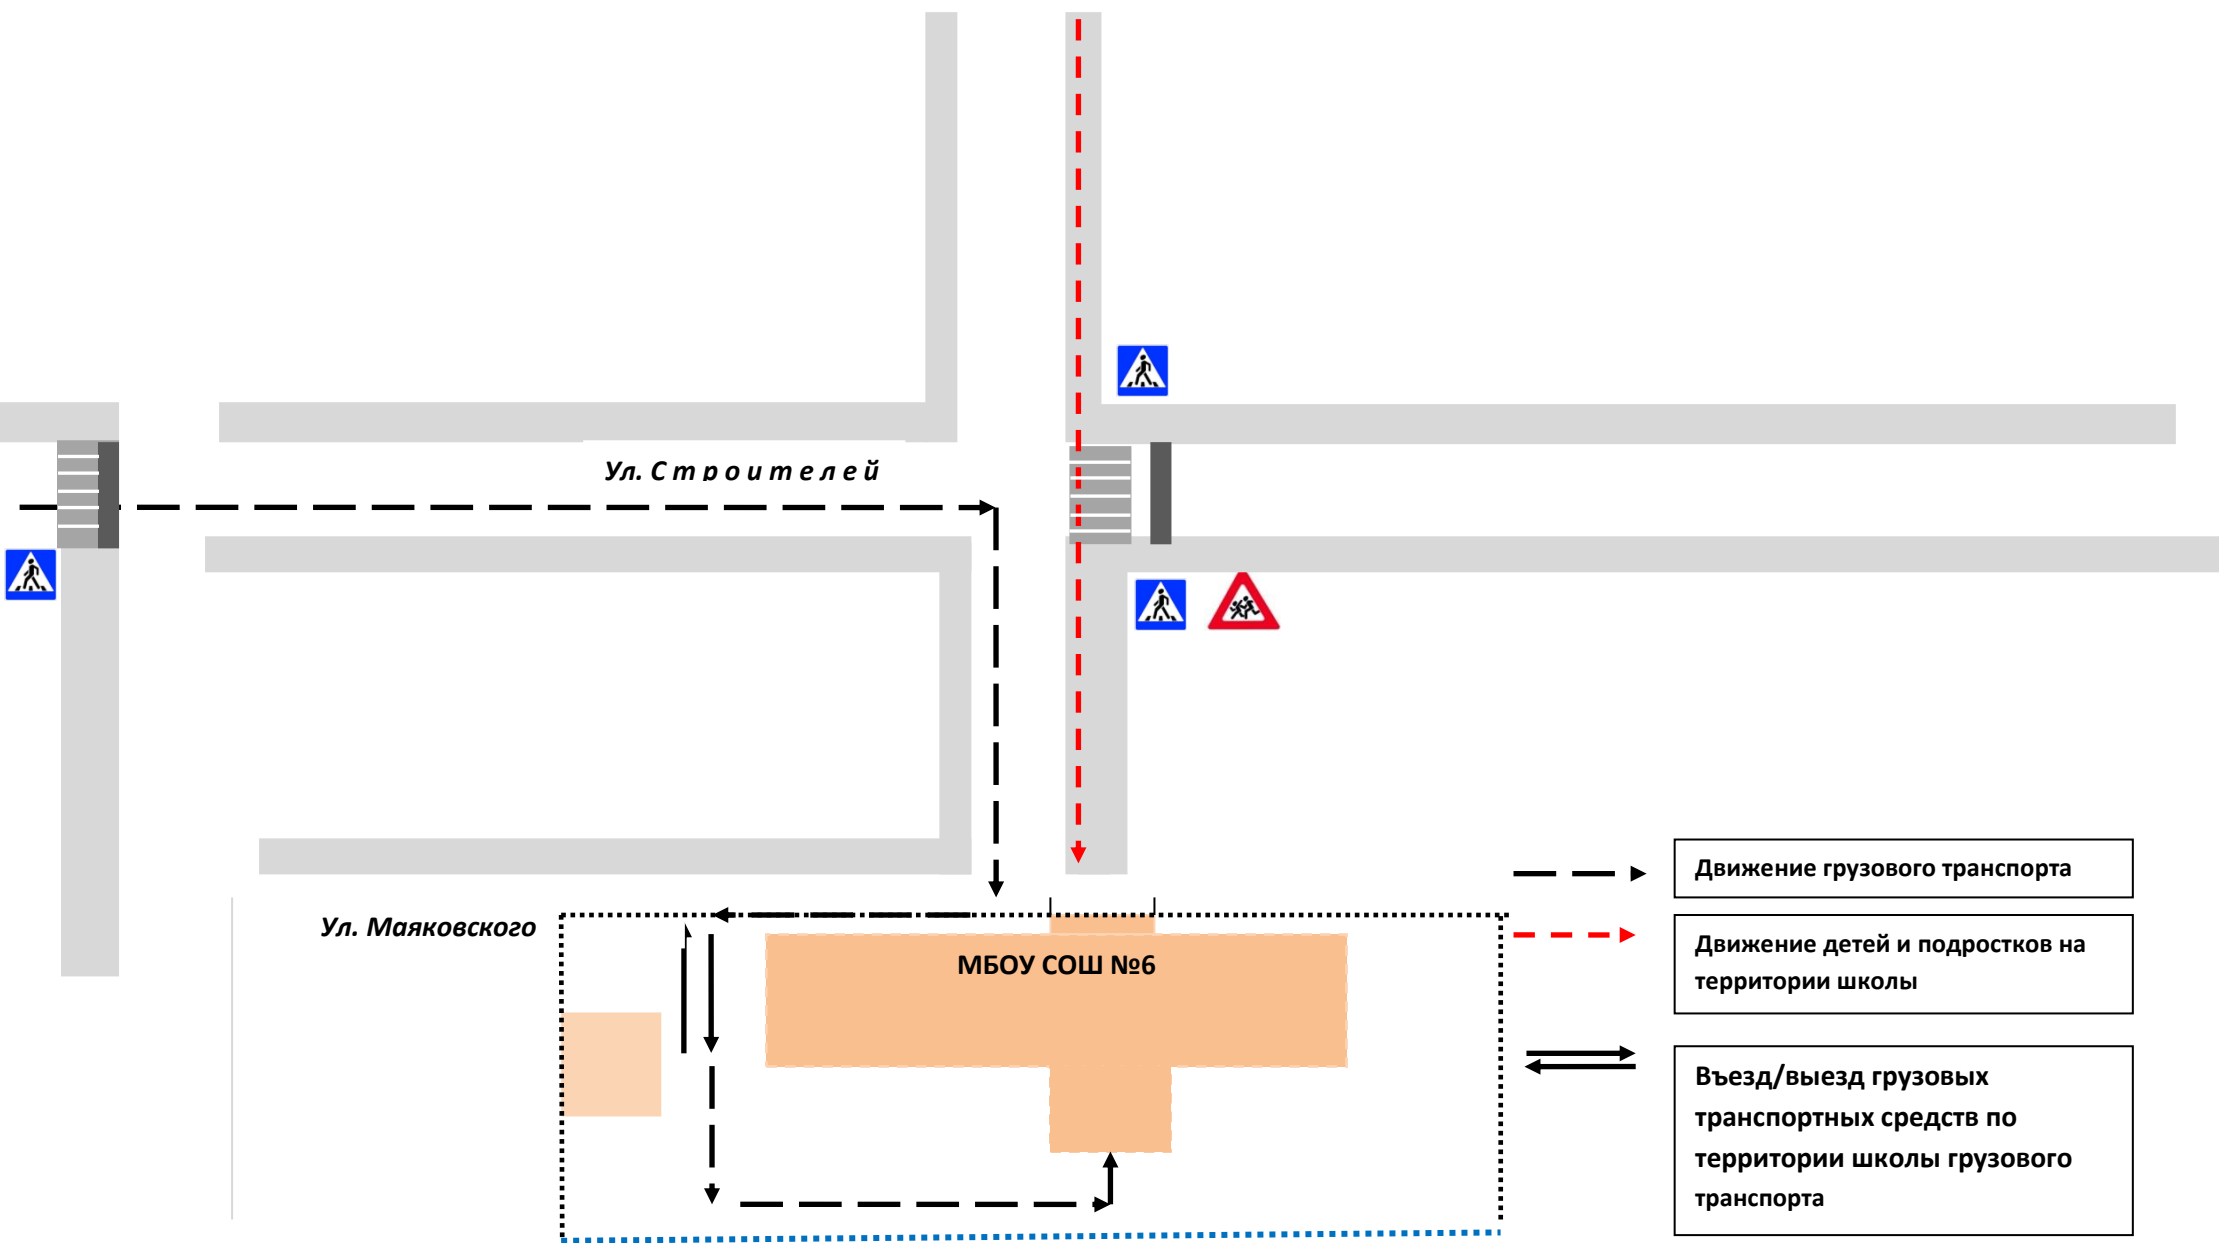 Ул. С т р о и т е л е й
Ул. Маяковского
МБОУ СОШ №6
Движение грузового транспорта
Движение детей и подростков на
территории школы
Въезд/выезд грузовых
транспортных средств по
территории школы грузового
транспорта